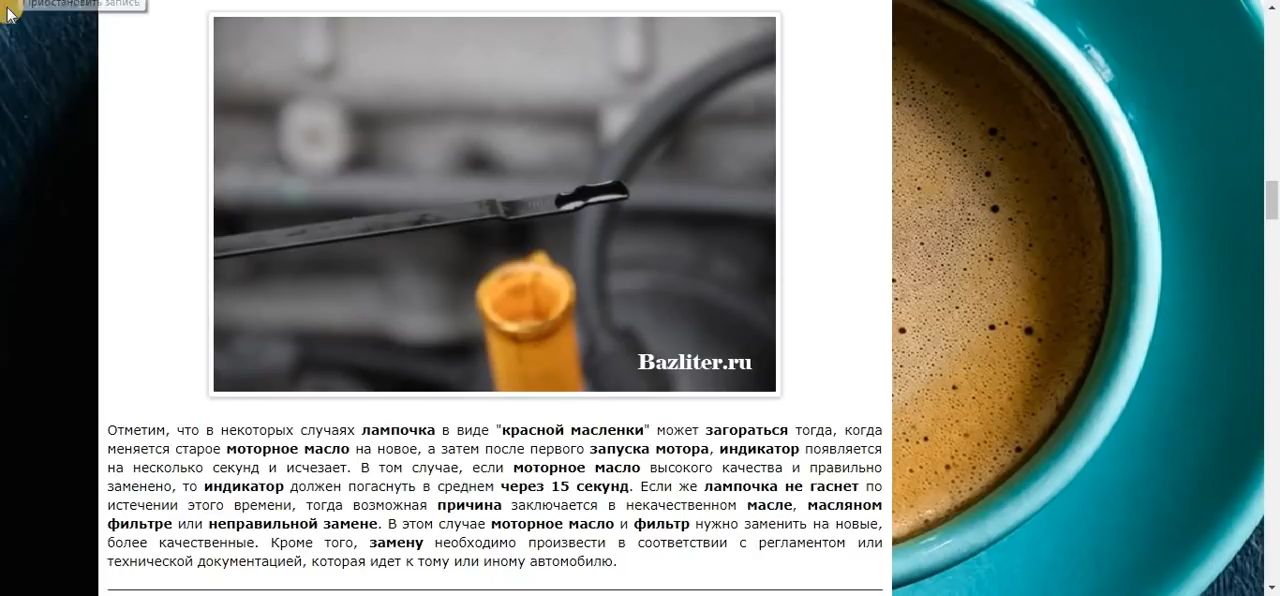 Приостановить запись
Bazliter.ru
Отметим, что в некоторых случаях лампочка в виде "красной масленки" может загораться тогда, когда
меняется старое моторное масло на новое, а затем после первого запуска мотора, индикатор появляется
на несколько секунд и исчезает. В том случае, если моторное масло высокого качества и правильно
заменено, то индикатор должен погаснуть в среднем через 15 секунд. Если же лампочка не гаснет по
истечении этого времени, тогда возможная причина заключается в некачественном масле, масляном
фильтре или неправильной замене. В этом случае моторное масло и фильтр нужно заменить на новые,
более качественные. Кроме того, замену необходимо произвести в соответствии с регламентом или
технической документацией, которая идет к тому или иному автомобилю.